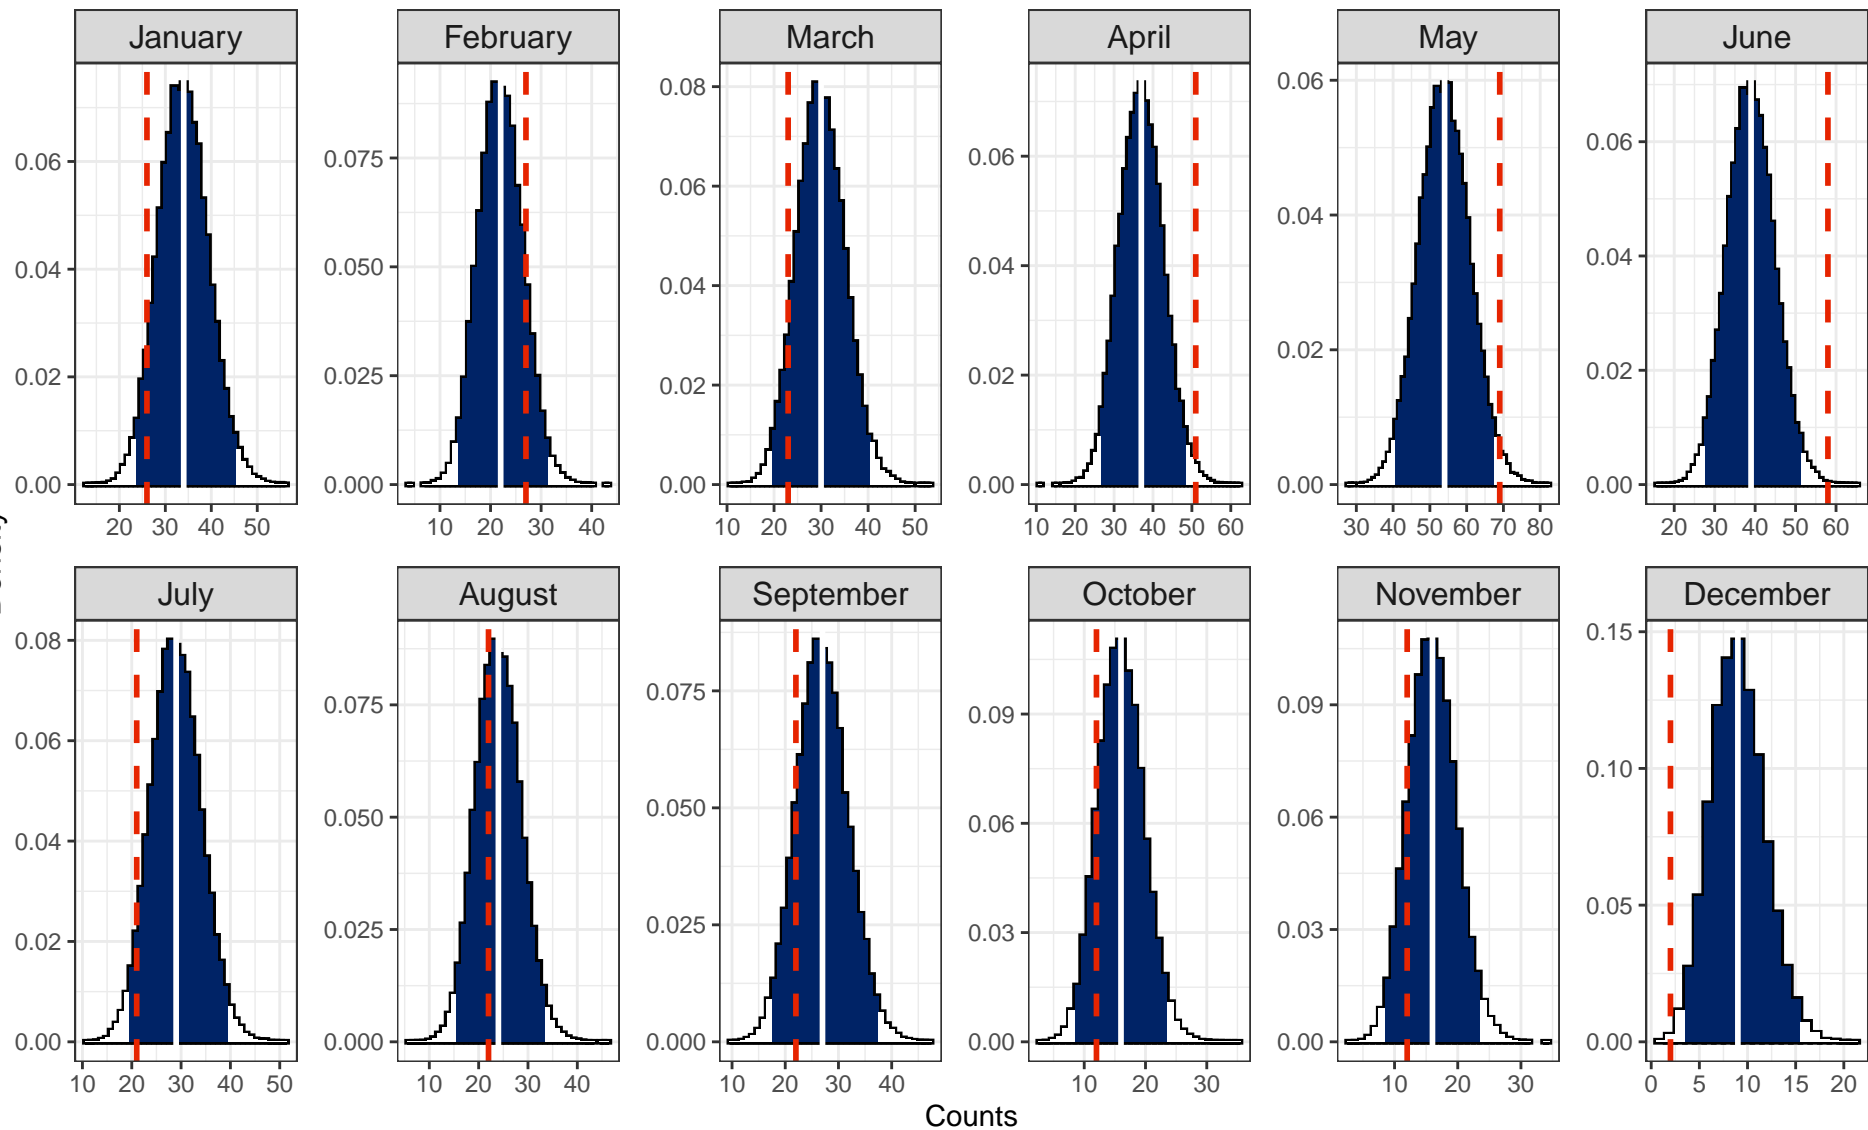 January February March April May June
0.06 0.04 0.02 0.00
20 30 40 50
0.075 0.050 0.025 0.000
10 20 30 40
0.08 0.06 0.04 0.02 0.00
10 20 30 40 50
0.06 0.04 0.02 0.00
10 20 30 40 50 60
0.06 0.04 0.02 0.00
30 40 50 60 70 80
0.06 0.04 0.02 0.00
20 30 40 50 60
July August September October November December
0.08 0.06 0.04 0.02 0.00
10 20 30 40 50
0.075 0.050 0.025 0.000
10 20 30 40
0.075 0.050 0.025 0.000
10 20 30 40
0.09 0.06 0.03 0.00
10 20 30
0.09 0.06 0.03 0.00
10 20 30
0.15 0.10 0.05 0.00
0 5 10 15 20
Counts